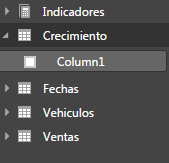 Indicadores
Crecimiento
Column1
Fechas
Vehiculos
Ventas